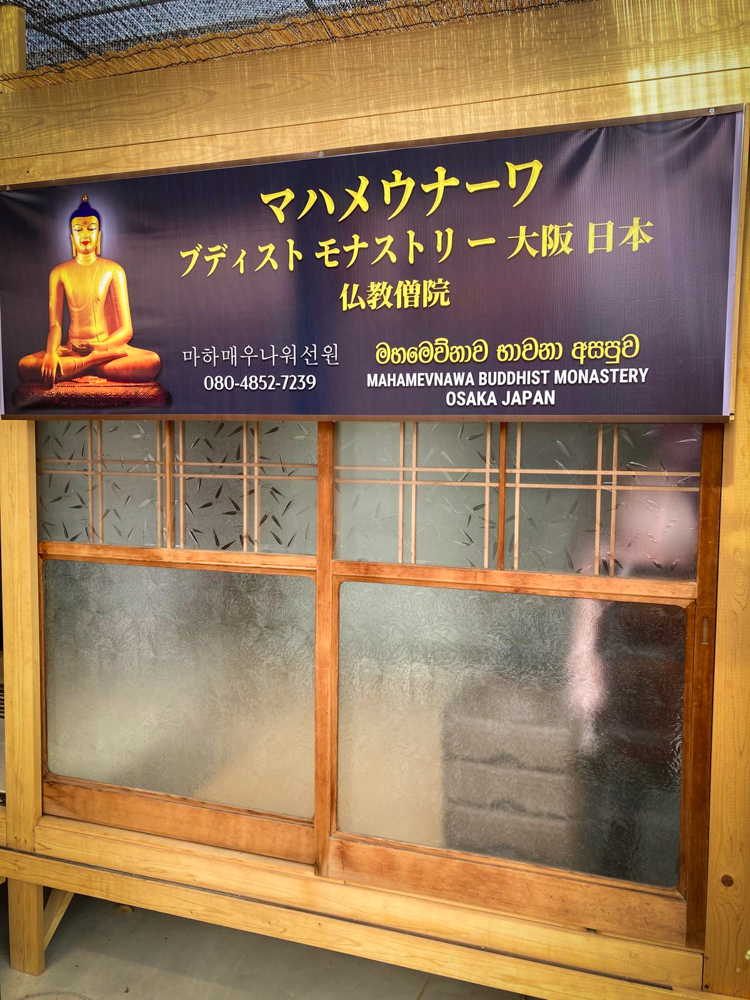 マハメウナーワ
ブディスト モナストリー 大阪 日本
仏教僧院
마하매우나워선원
080-4852-7239
මහමෙව්නාව භාවනා අසපුව
MAHAMEVNAWA BUDDHIST MONASTERY
OSAKA JAPAN